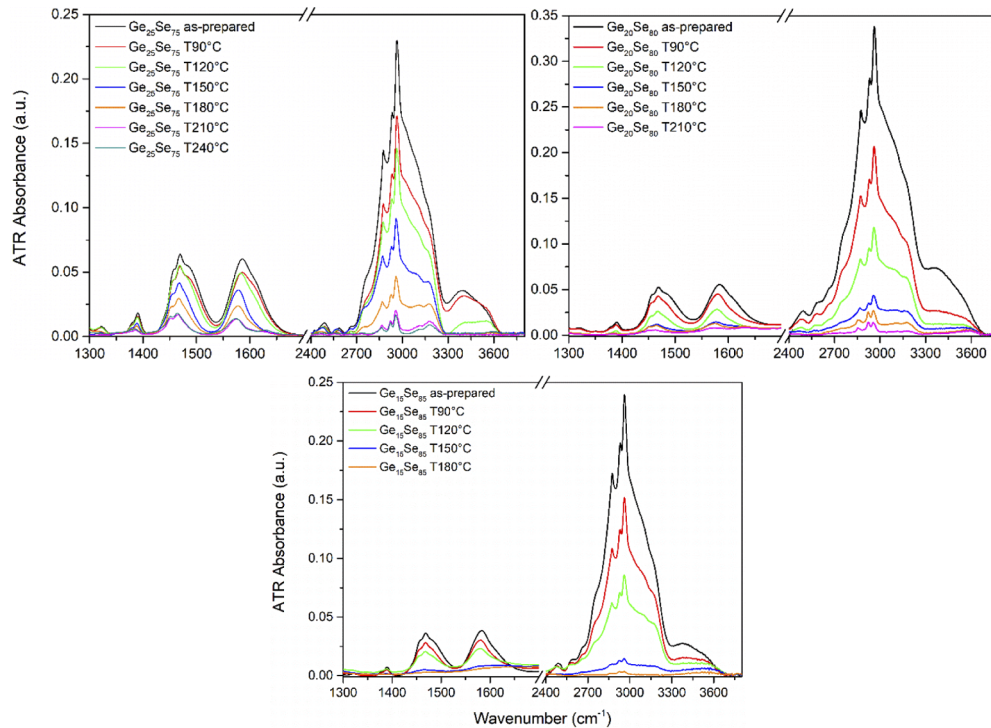 Ge₂₅Se₇₅ as-prepared
Ge₂₅Se₇₅ T90°C
Ge₂₅Se₇₅ T120°C
Ge₂₅Se₇₅ T150°C
Ge₂₅Se₇₅ T180°C
Ge₂₅Se₇₅ T210°C
Ge₂₅Se₇₅ T240°C
ATR Absorbance (a.u.)
0.25
0.20
0.15
0.10
0.05
0.00
1300 1400 1500 1600 2400 2700 3000 3300 3600
Ge₂₀Se₈₀ as-prepared
Ge₂₀Se₈₀ T90°C
Ge₂₀Se₈₀ T120°C
Ge₂₀Se₈₀ T150°C
Ge₂₀Se₈₀ T180°C
Ge₂₀Se₈₀ T210°C
0.35
0.30
0.25
0.20
0.15
0.10
0.05
0.00
1300 1400 1500 1600 2400 2700 3000 3300 3600
Ge₁₅Se₈₅ as-prepared
Ge₁₅Se₈₅ T90°C
Ge₁₅Se₈₅ T120°C
Ge₁₅Se₈₅ T150°C
Ge₁₅Se₈₅ T180°C
ATR Absorbance (a.u.)
0.25
0.20
0.15
0.10
0.05
0.00
1300 1400 1500 1600 2400 2700 3000 3300 3600
Wavenumber (cm⁻¹)